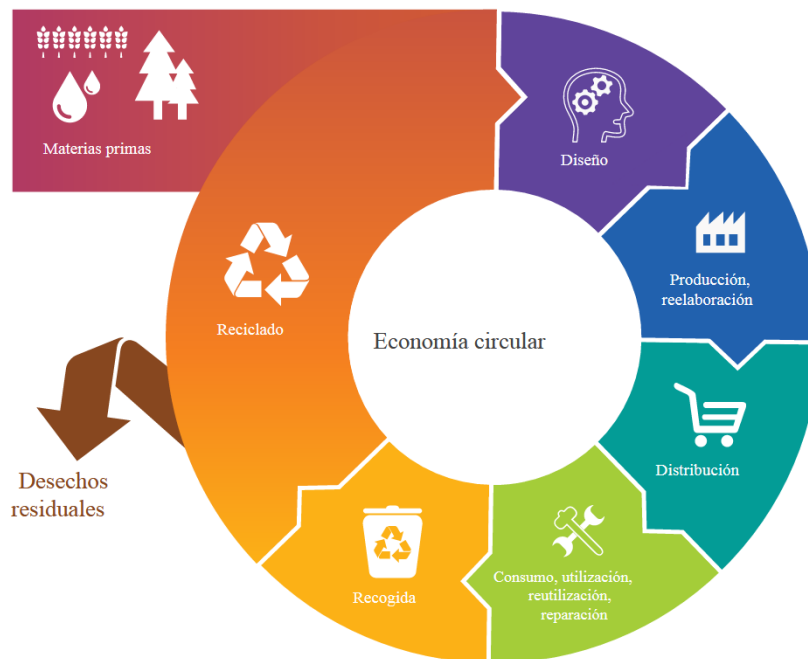 Materias primas
Diseño
Producción,
reelaboración
Reciclado
Economía circular
Distribución
Desechos
residuales
Consumo, utilización,
reutilización,
reparación
Recogida